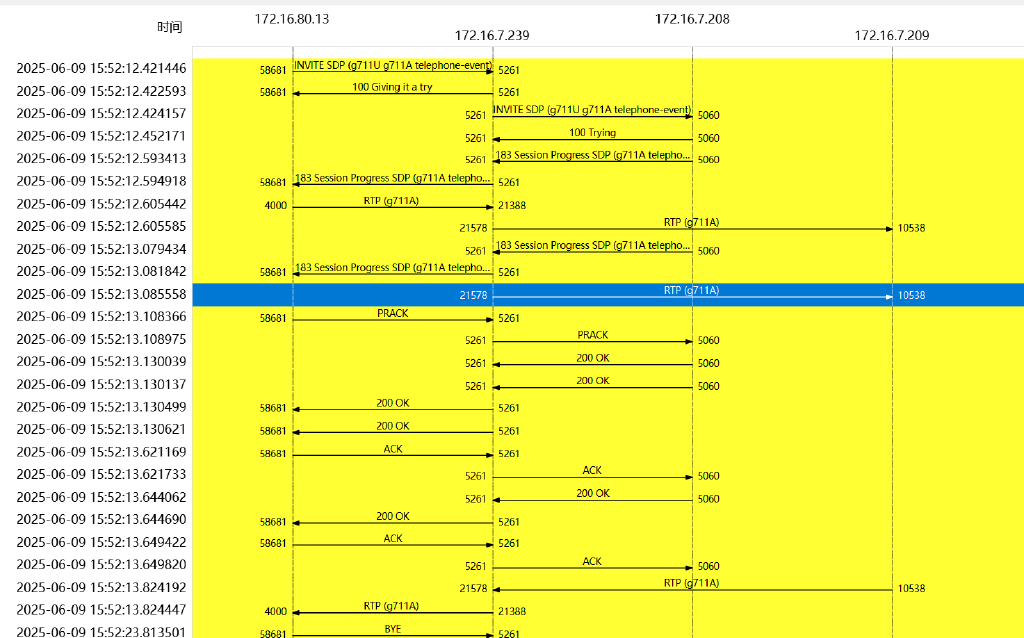 时间 172.16.80.13 172.16.7.239 172.16.7.208 172.16.7.209
2025-06-09 15:52:12.421446 58681 INVITE SDP (g711U g711A telephone-event) 5261
2025-06-09 15:52:12.422593 58681 100 Giving it a try 5261
2025-06-09 15:52:12.424157 5261 INVITE SDP (g711U g711A telephone-event) 5060
2025-06-09 15:52:12.452171 5261 100 Trying 5060
2025-06-09 15:52:12.593413 5261 183 Session Progress SDP (g711A telepho... 5060
2025-06-09 15:52:12.594918 58681 183 Session Progress SDP (g711A telepho... 5261
2025-06-09 15:52:12.605442 4000 RTP (g711A) 21388
2025-06-09 15:52:12.605585 21578 RTP (g711A) 10538
2025-06-09 15:52:13.079434 5261 183 Session Progress SDP (g711A telepho... 5060
2025-06-09 15:52:13.081842 58681 183 Session Progress SDP (g711A telepho... 5261
2025-06-09 15:52:13.085558 21578 RTP (g711A) 10538
2025-06-09 15:52:13.108366 58681 PRACK 5261
2025-06-09 15:52:13.108975 5261 PRACK 5060
2025-06-09 15:52:13.130039 5261 200 OK 5060
2025-06-09 15:52:13.130137 5261 200 OK 5060
2025-06-09 15:52:13.130499 58681 200 OK 5261
2025-06-09 15:52:13.130621 58681 200 OK 5261
2025-06-09 15:52:13.621169 58681 ACK 5261
2025-06-09 15:52:13.621733 5261 ACK 5060
2025-06-09 15:52:13.644062 5261 200 OK 5060
2025-06-09 15:52:13.644690 58681 200 OK 5261
2025-06-09 15:52:13.649422 58681 ACK 5261
2025-06-09 15:52:13.649820 5261 ACK 5060
2025-06-09 15:52:13.824192 21578 RTP (g711A) 10538
2025-06-09 15:52:13.824447 4000 RTP (g711A) 21388
2025-06-09 15:52:23.813501 58681 BYE 5261